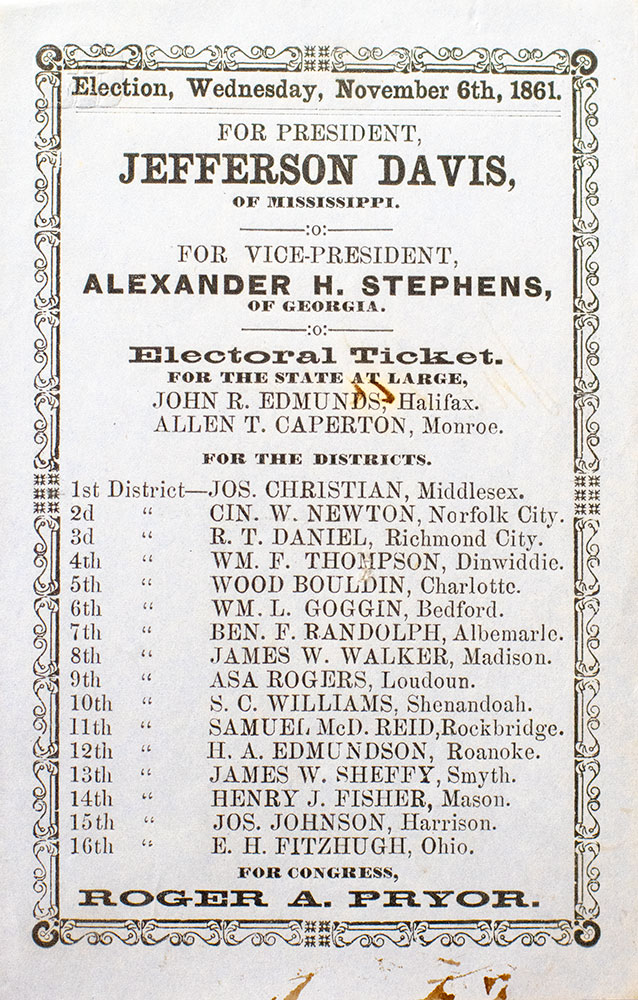 Election, Wednesday, November 6th, 1861.
FOR PRESIDENT,
JEFFERSON DAVIS,
OF MISSISSIPPI.
:o:
FOR VICE-PRESIDENT,
ALEXANDER H. STEPHENS,
OF GEORGIA.
:o:
Electoral Ticket.
FOR THE STATE AT LARGE,
JOHN R. EDMUNDS, Halifax.
ALLEN T. CAPERTON, Monroe.
FOR THE DISTRICTS.
1st District—JOS. CHRISTIAN, Middlesex.
2d “ CIN. W. NEWTON, Norfolk City.
3d “ R. T. DANIEL, Richmond City.
4th “ WM. F. THOMPSON, Dinwiddie.
5th “ WOOD BOULDIN, Charlotte.
6th “ WM. L. GOGGIN, Bedford.
7th “ BEN. F. RANDOLPH, Albemarle.
8th “ JAMES W. WALKER, Madison.
9th “ ASA ROGERS, Loudoun.
10th “ S. C. WILLIAMS, Shenandoah.
11th “ SAMUEL McD. REID,Rockbridge.
12th “ H. A. EDMUNDSON, Roanoke.
13th “ JAMES W. SHEFFY, Smyth.
14th “ HENRY J. FISHER, Mason.
15th “ JOS. JOHNSON, Harrison.
16th “ E. H. FITZHUGH, Ohio.
FOR CONGRESS,
ROGER A. PRYOR.